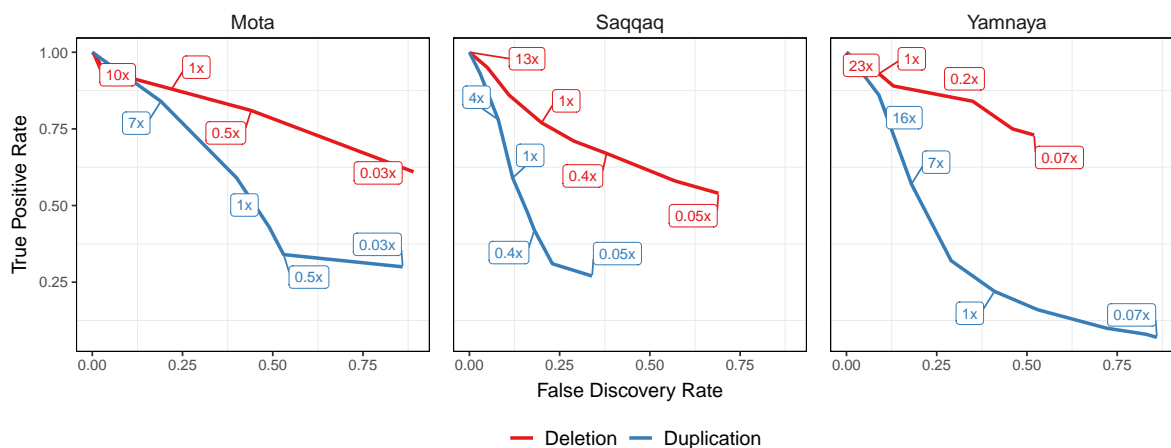 Mota
Saqqaq
Yamnaya
True Positive Rate
1.00
0.75
0.50
0.25
10x
1x
0.5x
0.03x
7x
1x
0.5x
0.03x
13x
1x
0.4x
0.05x
4x
1x
0.4x
0.05x
23x
1x
0.2x
0.07x
16x
7x
1x
0.07x
0.00 0.25 0.50 0.75
0.00 0.25 0.50 0.75
0.00 0.25 0.50 0.75
False Discovery Rate
Deletion Duplication